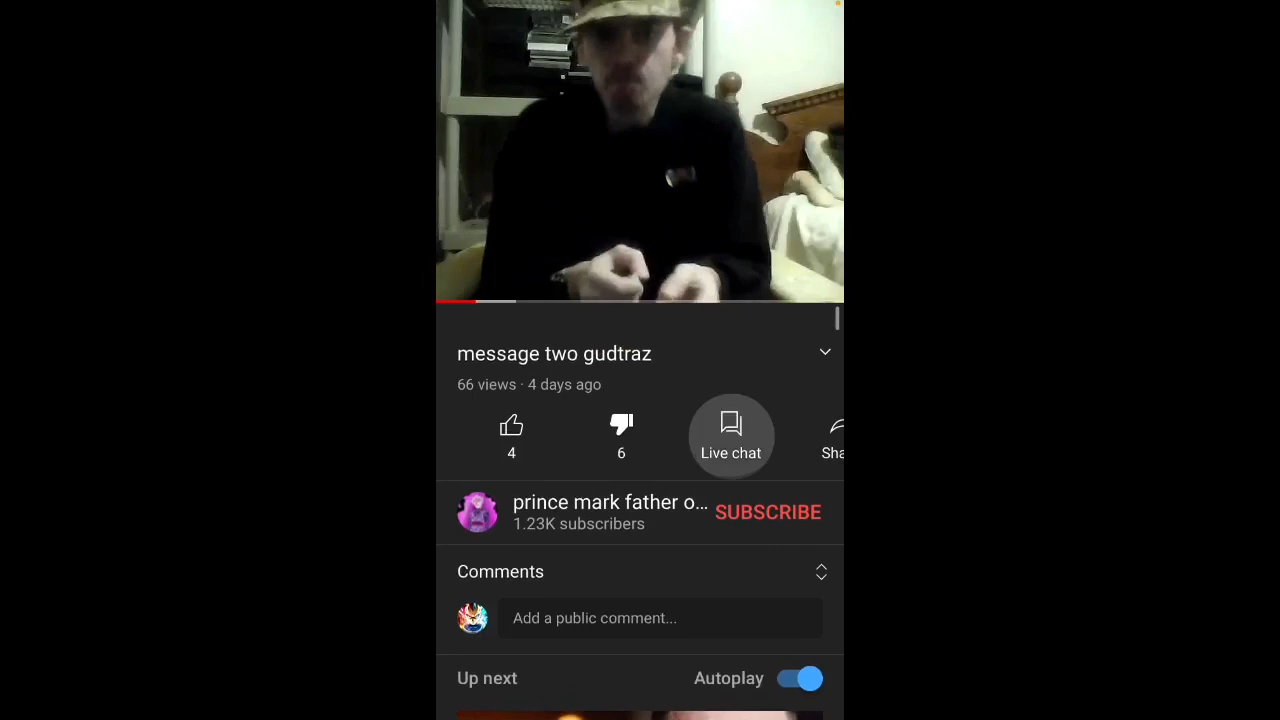 message two gudtraz
66 views · 4 days ago
4
6
Live chat
Sha
prince mark father o...
SUBSCRIBE
1.23K subscribers
Comments
Add a public comment...
Up next
Autoplay